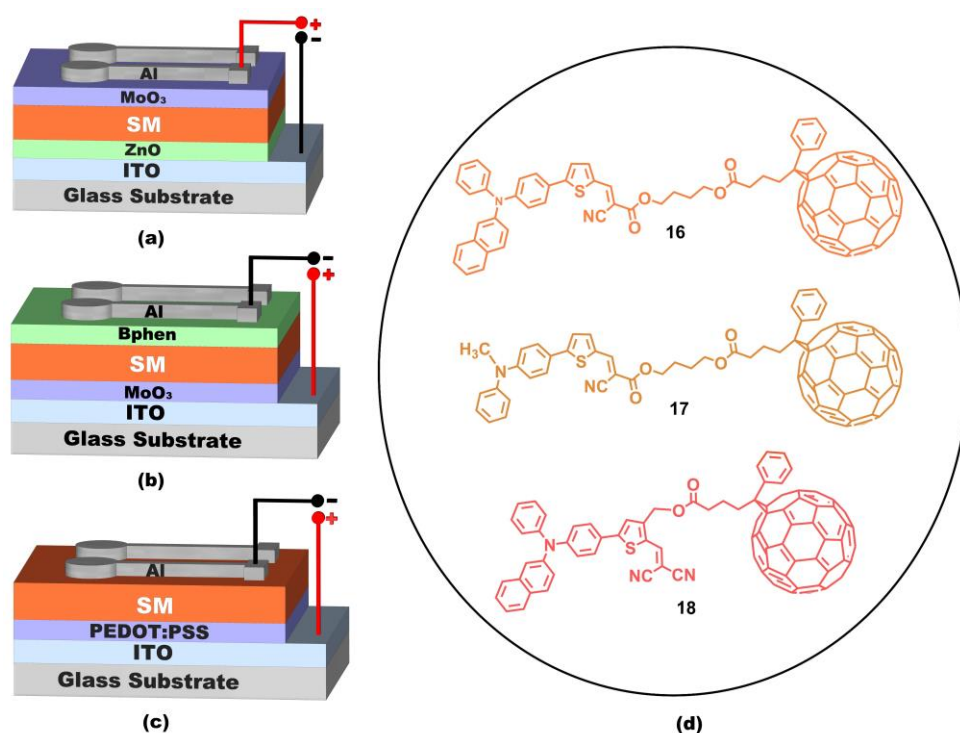 +
-
Al
MoO₃
SM
ZnO
ITO
Glass Substrate
(a)
-
+
Al
Bphen
SM
MoO₃
ITO
Glass Substrate
(b)
-
+
Al
SM
PEDOT:PSS
ITO
Glass Substrate
(c)
N
S
NC
O
O
O
O
16
H₃C
N
S
NC
O
O
O
O
17
O
O
N
S
NC
CN
18
(d)